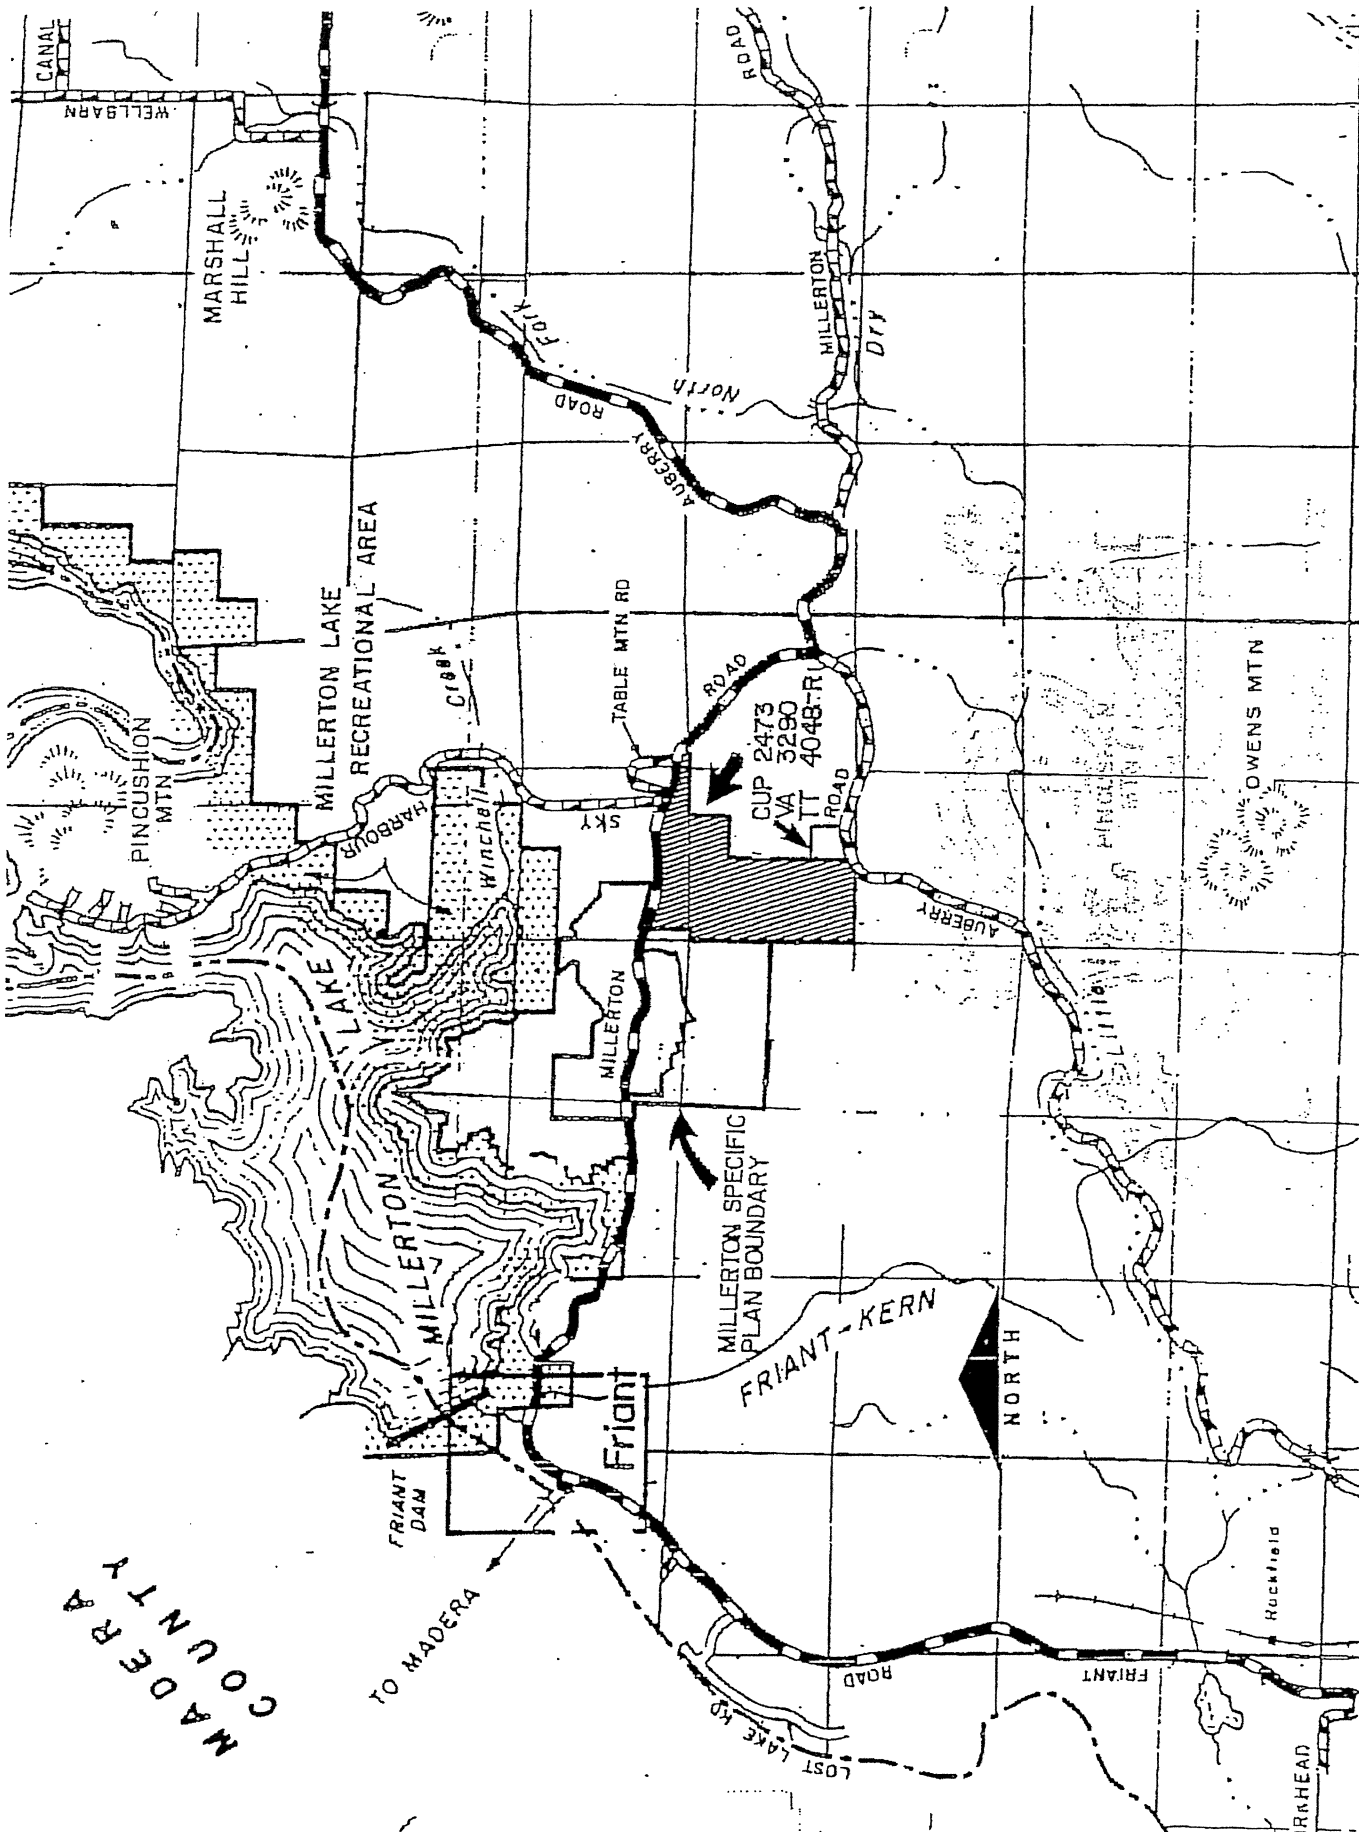 CANAL
WELLBARN
ROAD
MARSHALL
HILL
MILLERTON
Dry
Fork
North
ROAD
AUBERRY
MILLERTON LAKE
RECREATIONAL AREA
TABLE MTN RD
Creek
PINCUSHION
MTN
ROAD
CUP 2473
VA 3290
TT 4048-R
ROAD
OWENS MTN
HARBOUR
SKY
Winchell
AUBERRY
LAKE
MILLERTON
Little
MILLERTON
MILLERTON SPECIFIC
PLAN BOUNDARY
FRIANT-KERN
NORTH
Friant
FRIANT
DAM
MADERA
COUNTY
TO MADERA
Rockfield
ROAD
FRIANT
LOST LAKE RD